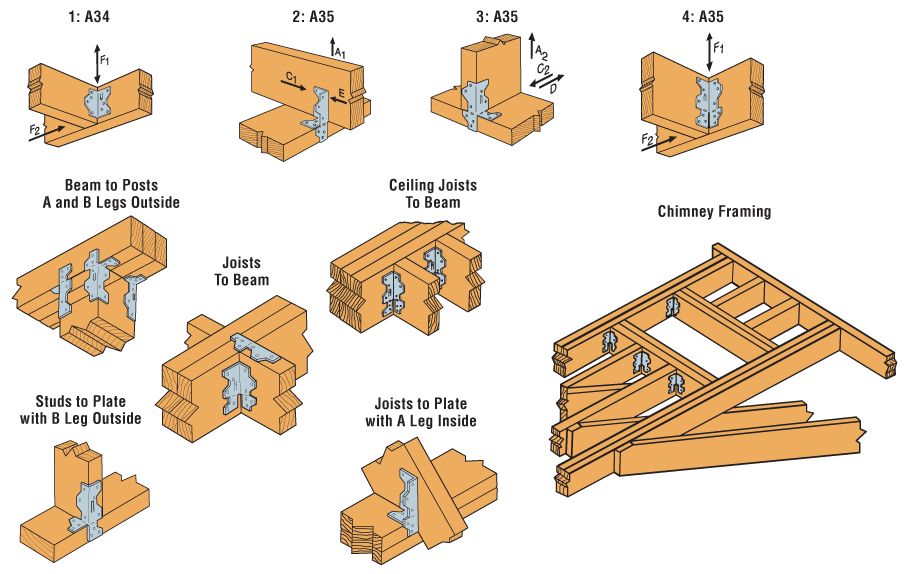 1: A34
2: A35
3: A35
4: A35
F1
F2
A1
C1
E
A2
C2
D
F1
F2
Beam to Posts
A and B Legs Outside
Joists
To Beam
Ceiling Joists
To Beam
Chimney Framing
Studs to Plate
with B Leg Outside
Joists to Plate
with A Leg Inside